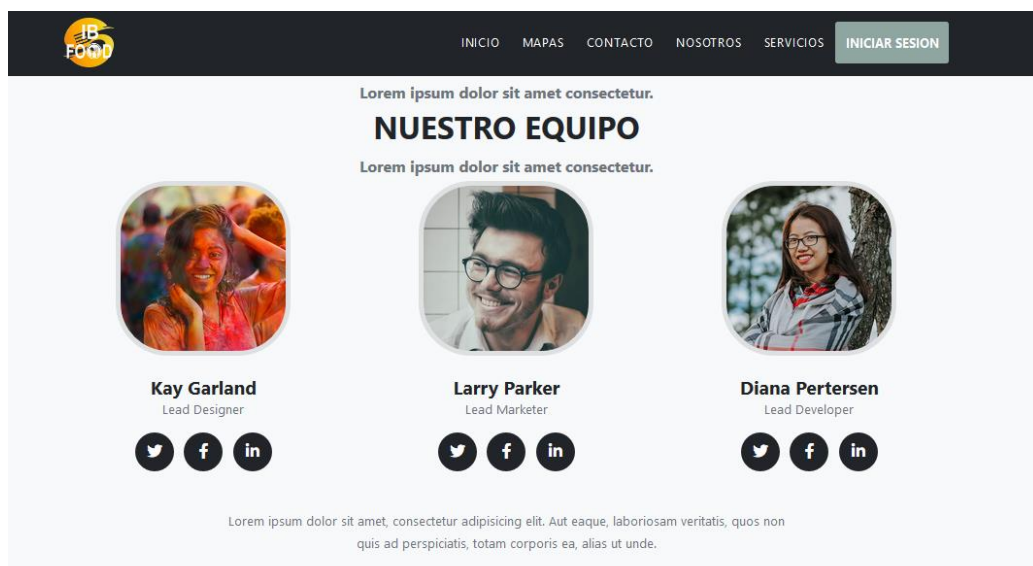 IB
FOOD
INICIO MAPAS CONTACTO NOSOTROS SERVICIOS INICIAR SESION
Lorem ipsum dolor sit amet consectetur.
NUESTRO EQUIPO
Lorem ipsum dolor sit amet consectetur.
Kay Garland Larry Parker Diana Pertersen
Lead Designer Lead Marketer Lead Developer
Lorem ipsum dolor sit amet, consectetur adipisicing elit. Aut eaque, laboriosam veritatis, quos non
quis ad perspiciatis, totam corporis ea, alias ut unde.